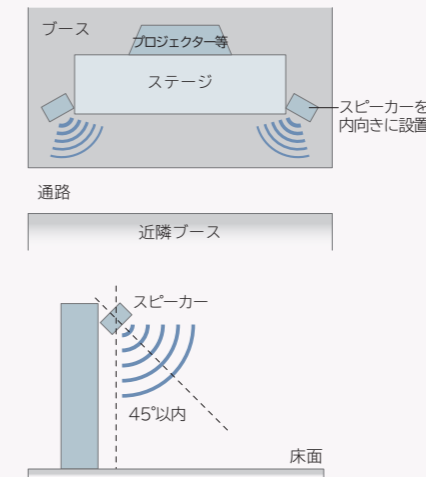 ブース
プロジェクター等
ステージ
スピーカーを
内向きに設置
通路
近隣ブース
スピーカー
45°以内
床面